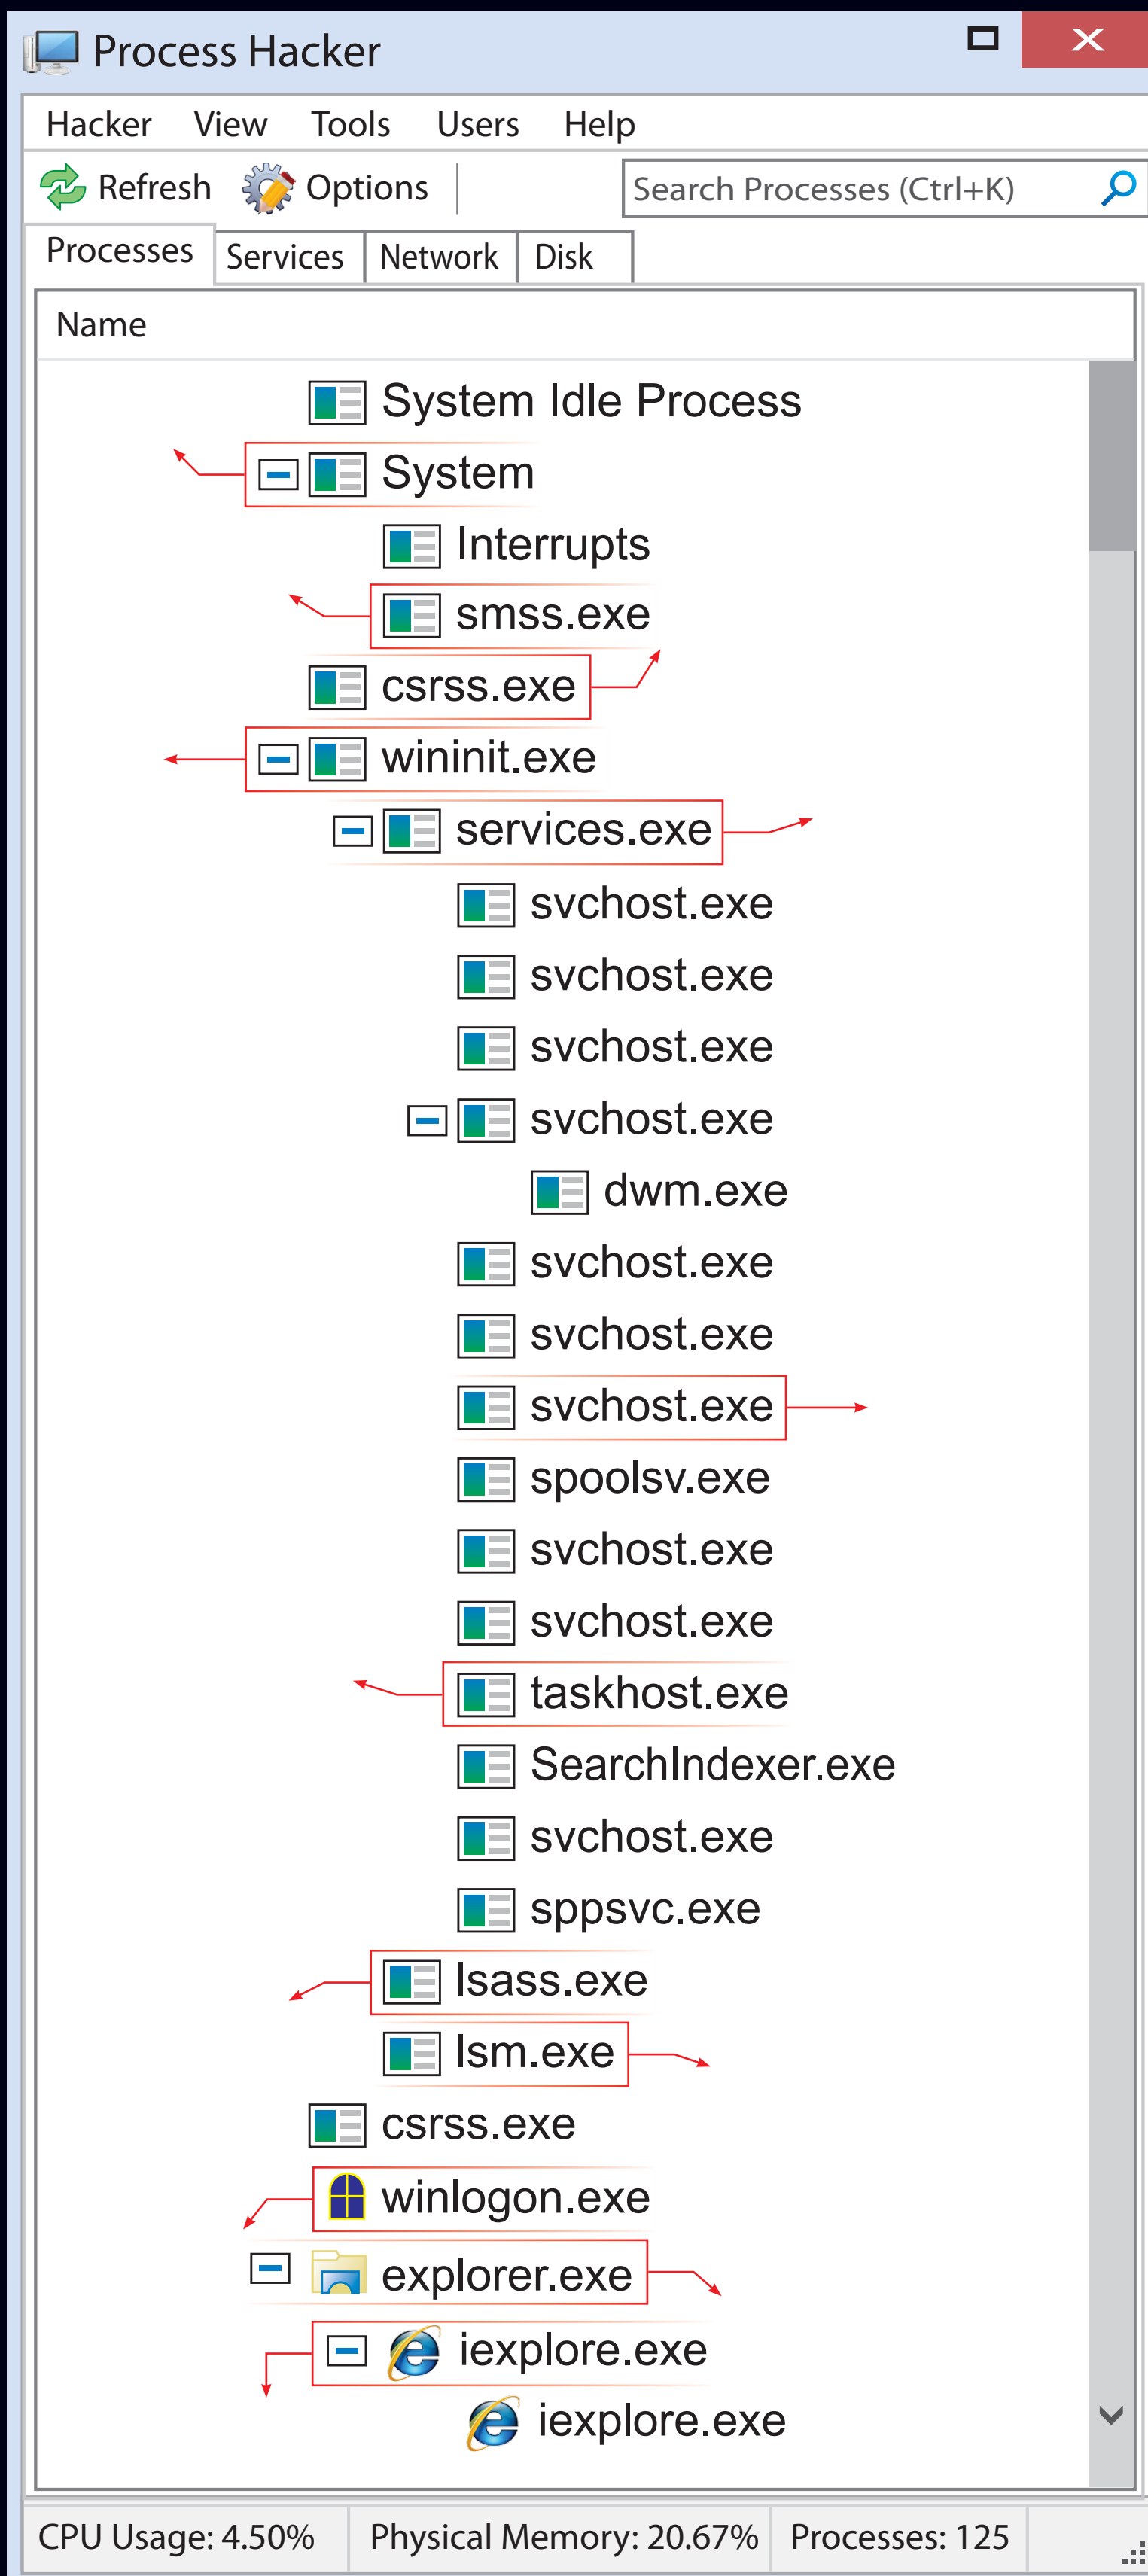 Process Hacker
Hacker View Tools Users Help
Refresh Options Search Processes (Ctrl+K)
Processes Services Network Disk
Name
System Idle Process
System
Interrupts
smss.exe
csrss.exe
wininit.exe
services.exe
svchost.exe
svchost.exe
svchost.exe
svchost.exe
dwm.exe
svchost.exe
svchost.exe
svchost.exe
spoolsv.exe
svchost.exe
svchost.exe
taskhost.exe
SearchIndexer.exe
svchost.exe
sppsvc.exe
lsass.exe
lsm.exe
csrss.exe
winlogon.exe
explorer.exe
iexplore.exe
iexplore.exe
CPU Usage: 4.50% Physical Memory: 20.67% Processes: 125